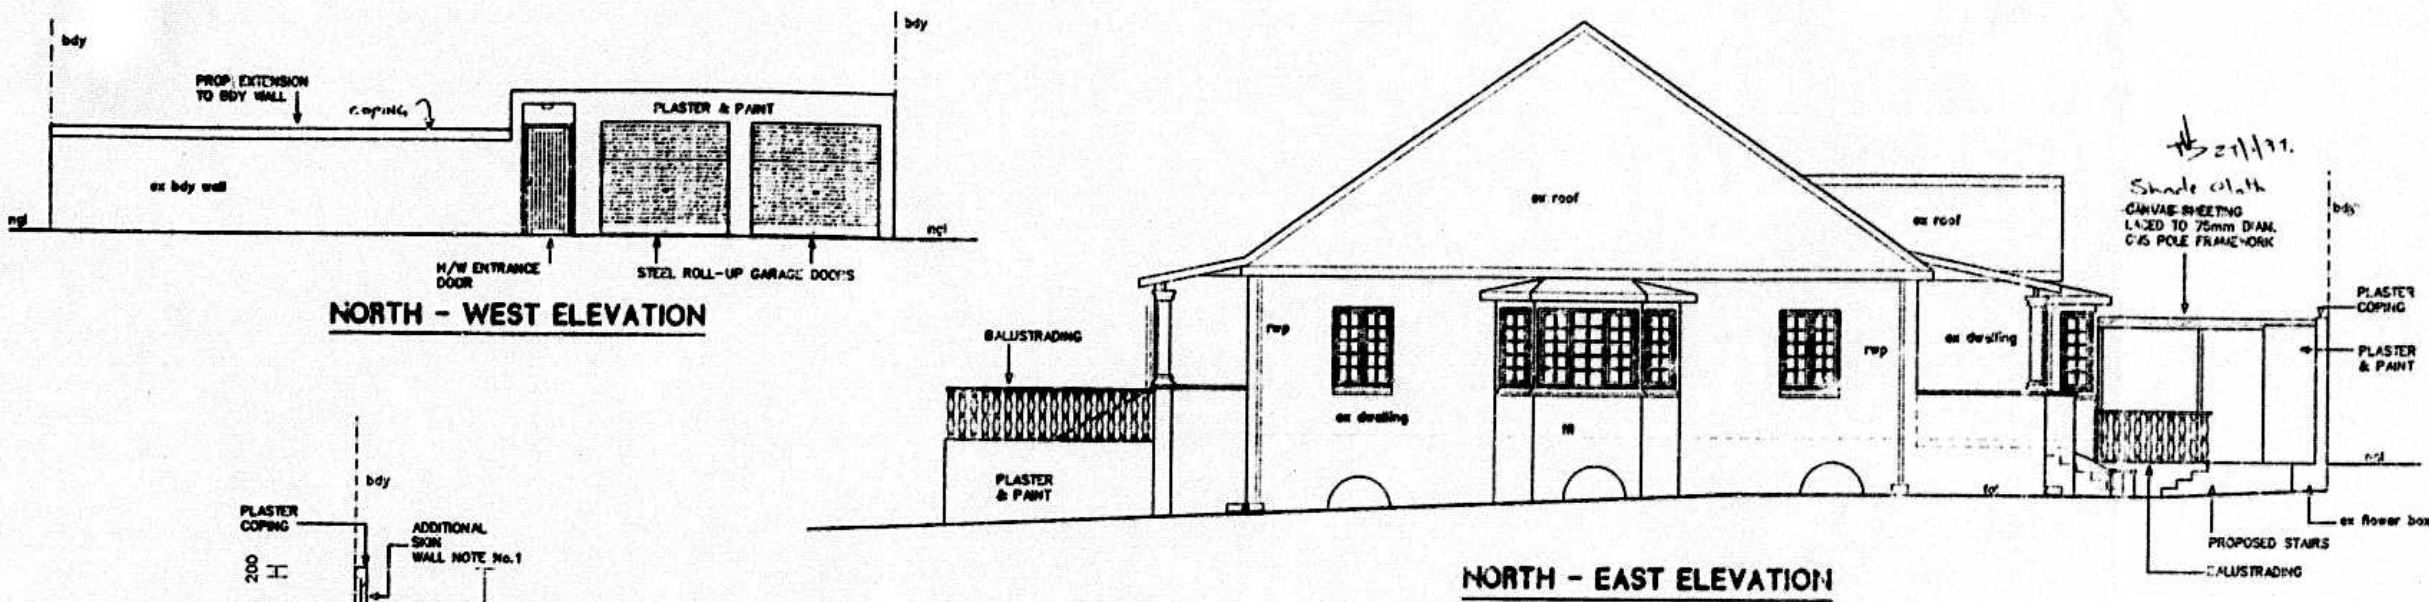 bdy
bdy
PROP. EXTENSION
TO BDY WALL
COPING
PLASTER & PAINT
ex bdy wall
ngl
ngl
H/W ENTRANCE
DOOR
STEEL ROLL-UP GARAGE DOORS
NORTH - WEST ELEVATION
ex roof
ex roof
Shade cloth
CANVAS SHEETING
LACED TO 75mm DIAM.
POLE FRAMEWORK
bdy
PLASTER
COPING
PLASTER
& PAINT
BALUSTRADING
rwp
rwp
ex dwelling
ex dwelling
PLASTER
& PAINT
ngl
ex flower box
PROPOSED STAIRS
BALUSTRADING
NORTH - EAST ELEVATION
bdy
PLASTER
COPING
ADDITIONAL
SKIN
WALL NOTE No.1
200